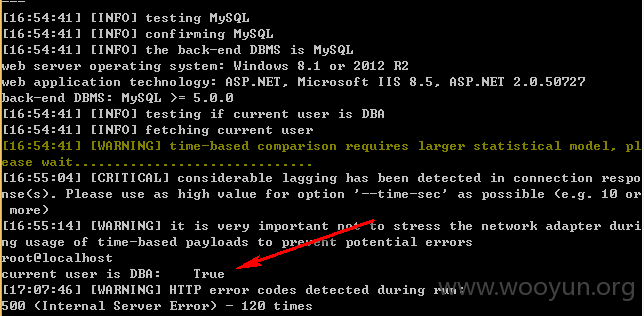 ---
[16:54:41] [INFO] testing MySQL
[16:54:41] [INFO] confirming MySQL
[16:54:41] [INFO] the back-end DBMS is MySQL
web server operating system: Windows 8.1 or 2012 R2
web application technology: ASP.NET, Microsoft IIS 8.5, ASP.NET 2.0.50727
back-end DBMS: MySQL >= 5.0.0
[16:54:41] [INFO] testing if current user is DBA
[16:54:41] [INFO] fetching current user
[16:54:41] [WARNING] time-based comparison requires larger statistical model, pl
ease wait..............................
[16:55:04] [CRITICAL] considerable lagging has been detected in connection respo
nse(s). Please use as high value for option '--time-sec' as possible (e.g. 10 or
more)
[16:55:14] [WARNING] it is very important not to stress the network adapter duri
ng usage of time-based payloads to prevent potential errors
root@localhost
current user is DBA:    True
[17:07:46] [WARNING] HTTP error codes detected during run:
500 (Internal Server Error) - 120 times
www.wooyun.org